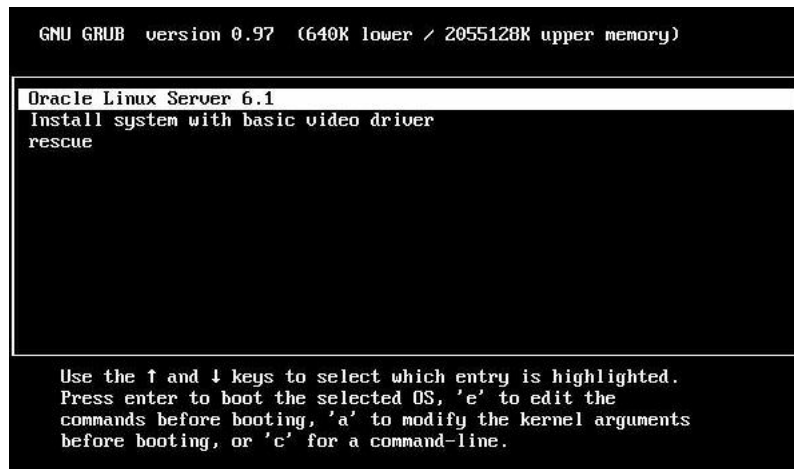 GNU GRUB version 0.97 (640K lower / 2055128K upper memory)
Oracle Linux Server 6.1
Install system with basic video driver
rescue
Use the ↑ and ↓ keys to select which entry is highlighted.
Press enter to boot the selected OS, 'e' to edit the
commands before booting, 'a' to modify the kernel arguments
before booting, or 'c' for a command-line.